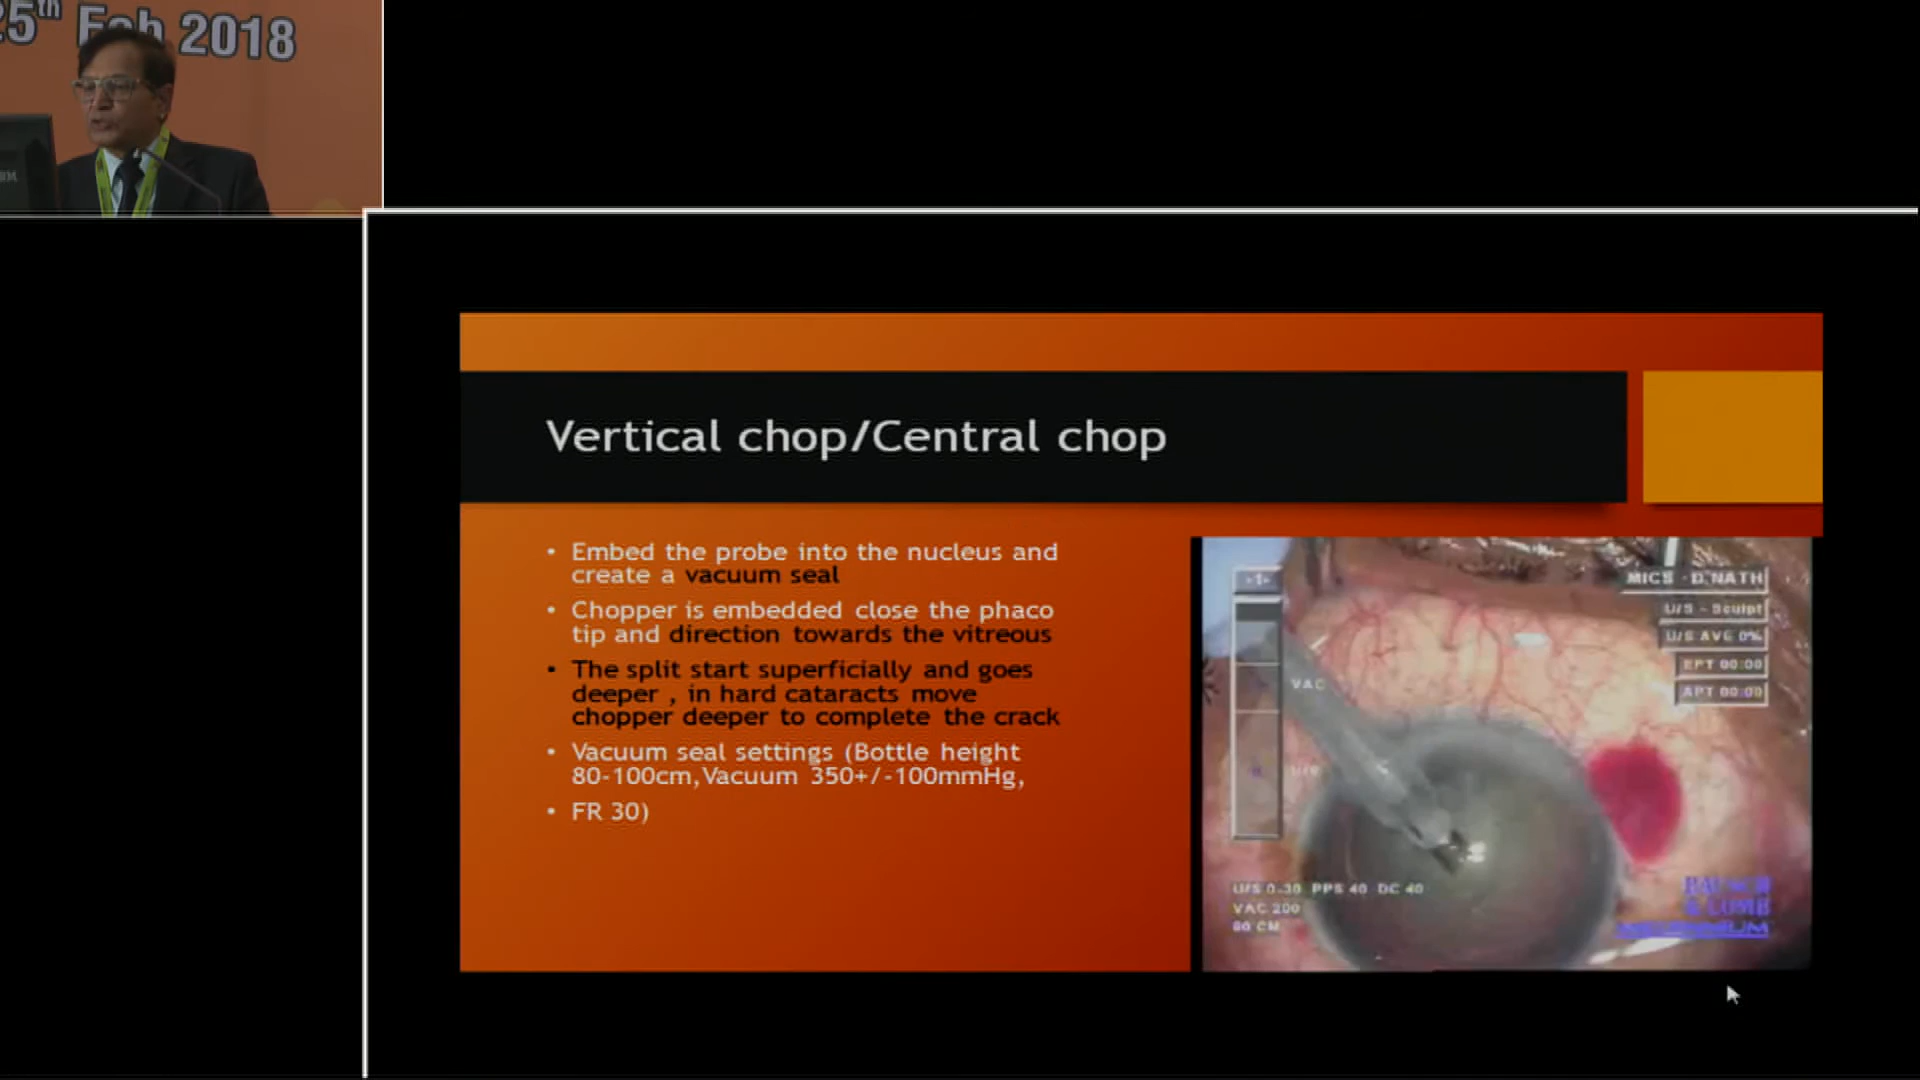 25th Feb 2018
Vertical chop/Central chop
• Embed the probe into the nucleus and
create a vacuum seal
• Chopper is embedded close the phaco
tip and direction towards the vitreous
• The split start superficially and goes
deeper , in hard cataracts move
chopper deeper to complete the crack
• Vacuum seal settings (Bottle height
80-100cm,Vacuum 350+/-100mmHg,
• FR 30)
MICS - D.NATH
U/S - Sculpt
U/S AVE 0%
EPT 00:00
APT 00:00
VAC
U/S
U/S 0-30 PPS 40 DC 40
VAC 200
80 CM
BAUSCH
& LOMB
MILLENNIUM